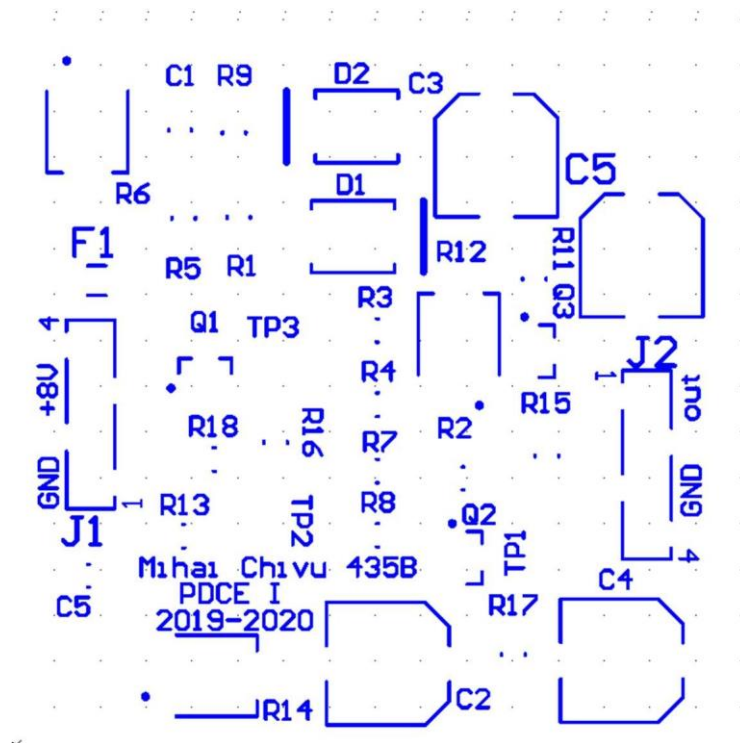 C1 R9
D2
C3
R6
C5
D1
F1
R5 R1
R12
R11
R3
Q3
4
Q1
TP3
J2
R4
1
out
+8V
R15
R18
R16
R7
R2
GND
1
R13
TP2
R8
Q2
GND
J1
TP1
4
Mihai Chivu 435B
PDCE I
2019-2020
C5
C4
R17
R14
C2